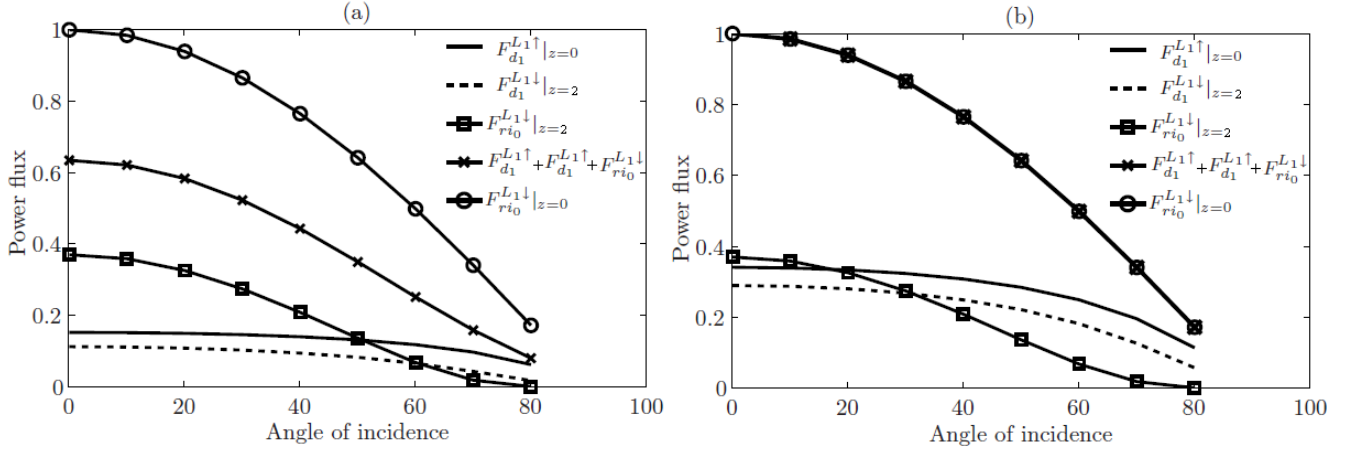 (a)
1
0.8
0.6
0.4
0.2
0
Power flux
F_{d_1}^{L_1↑}|_{z=0}
F_{d_1}^{L_1↓}|_{z=2}
F_{ri_0}^{L_1↓}|_{z=2}
F_{d_1}^{L_1↑}+F_{d_1}^{L_1↑}+F_{ri_0}^{L_1↓}
F_{ri_0}^{L_1↓}|_{z=0}
0 20 40 60 80 100
Angle of incidence
(b)
1
0.8
0.6
0.4
0.2
0
Power flux
F_{d_1}^{L_1↑}|_{z=0}
F_{d_1}^{L_1↓}|_{z=2}
F_{ri_0}^{L_1↓}|_{z=2}
F_{d_1}^{L_1↑}+F_{d_1}^{L_1↑}+F_{ri_0}^{L_1↓}
F_{ri_0}^{L_1↓}|_{z=0}
0 20 40 60 80 100
Angle of incidence